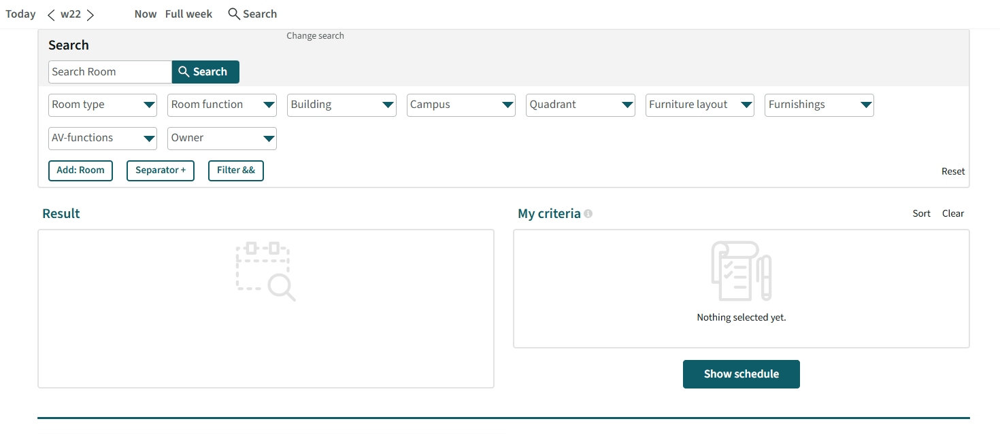 Today w22 Now Full week Search
Change search
Search
Search Room Search
Room type Room function Building Campus Quadrant Furniture layout Furnishings
AV-functions Owner
Add: Room Separator + Filter &&
Reset
Result
My criteria Sort Clear
Nothing selected yet.
Show schedule